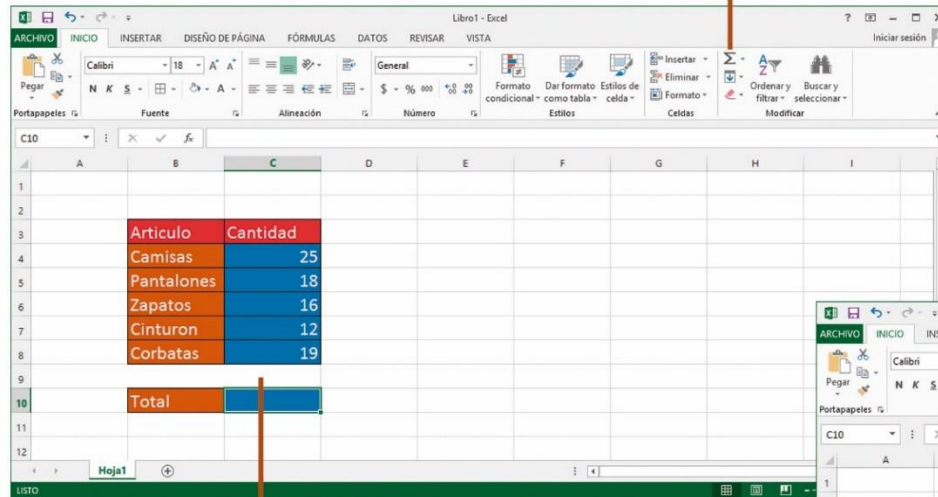 Libro1 - Excel
ARCHIVO INICIO INSERTAR DISEÑO DE PÁGINA FÓRMULAS DATOS REVISAR VISTA Iniciar sesión
Calibri 18 General Insertar
Pegar N K S A $ % 000 Formato condicional Dar formato como tabla Estilos de celda Eliminar Formato Ordenar y filtrar Buscar y seleccionar
Portapapeles Fuente Alineación Número Estilos Celdas Modificar
C10 fx
A B C D E F G H I
1
2
3 Articulo Cantidad
4 Camisas 25
5 Pantalones 18
6 Zapatos 16
7 Cinturon 12
8 Corbatas 19
9
10 Total
11
12
Hoja1
LISTO
ARCHIVO INICIO
Calibri
Pegar N K S
Portapapeles
C10
A
1